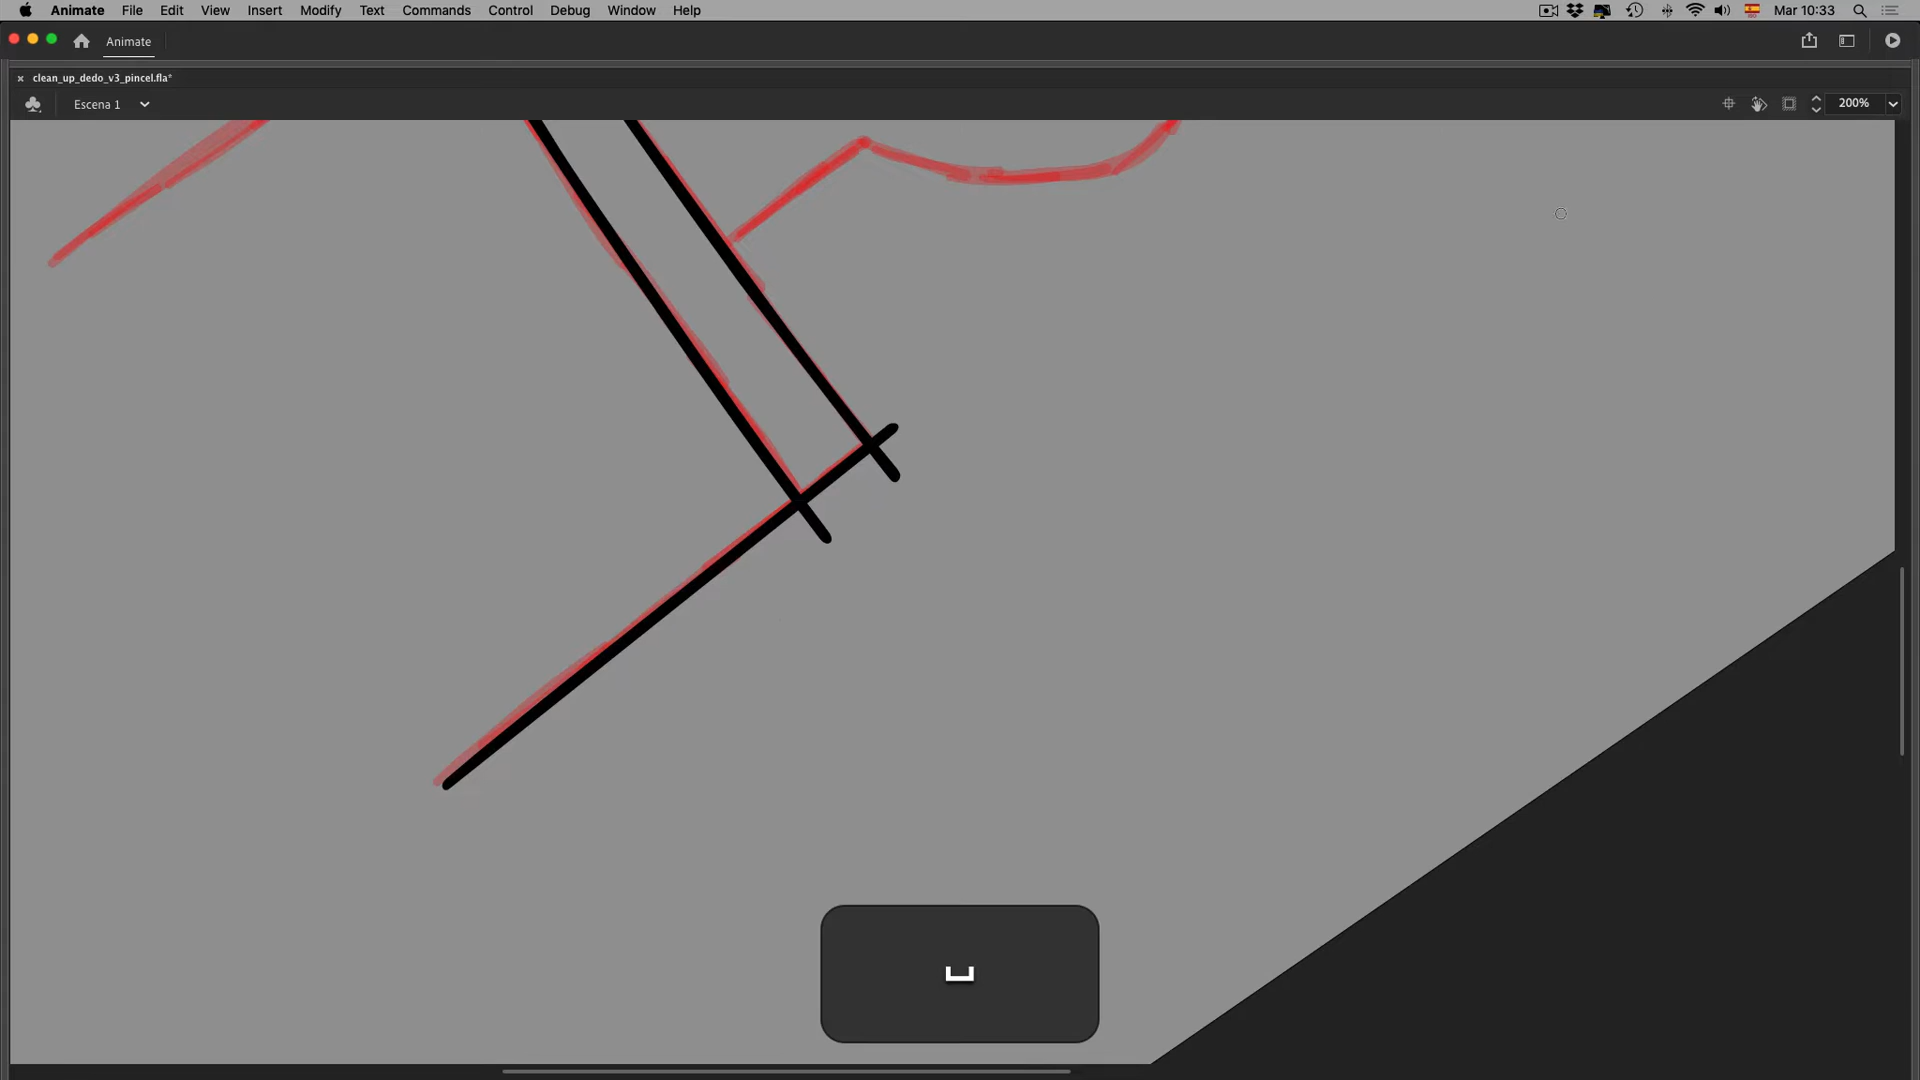 Animate File Edit View Insert Modify Text Commands Control Debug Window Help Mar 10:33
Animate
× clean_up_dedo_v3_pincel.fla*
Escena 1 200%